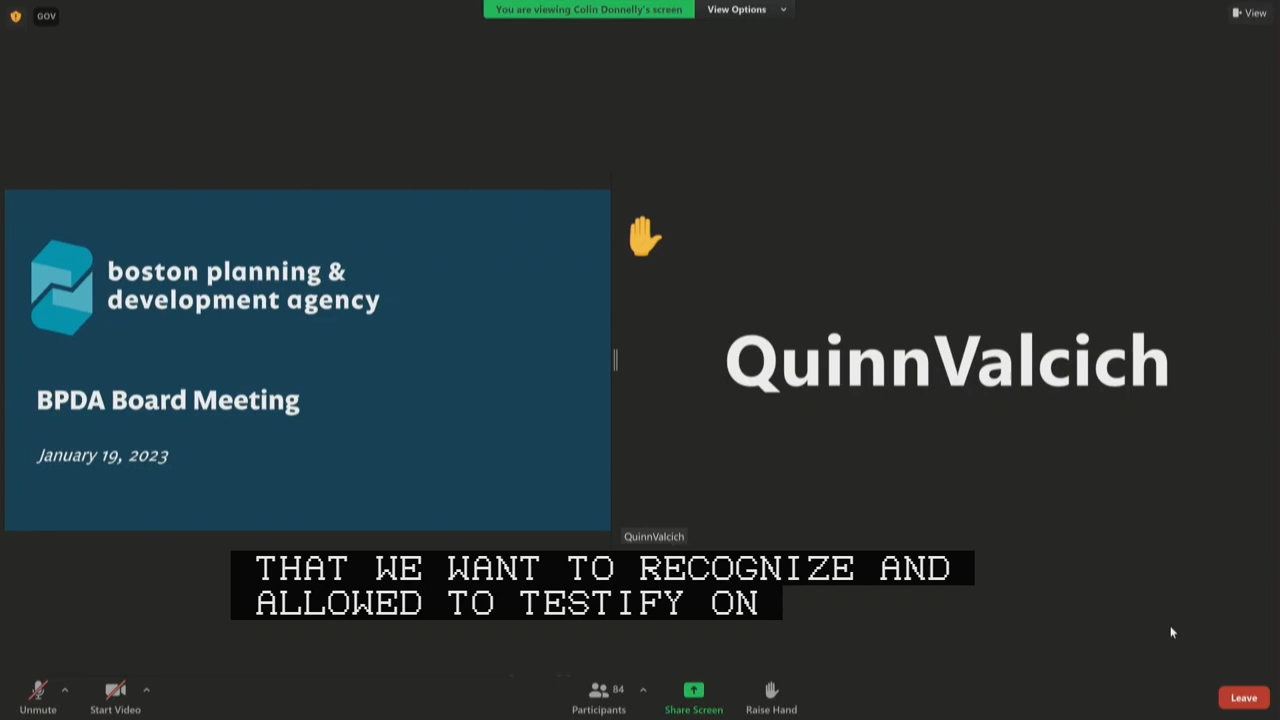 GOV
You are viewing Colin Donnelly's screen
View Options
View
boston planning &
development agency
BPDA Board Meeting
January 19, 2023
QuinnValcich
QuinnValcich
THAT WE WANT TO RECOGNIZE AND
ALLOWED TO TESTIFY ON
Unmute
Start Video
84
Participants
Share Screen
Raise Hand
Leave